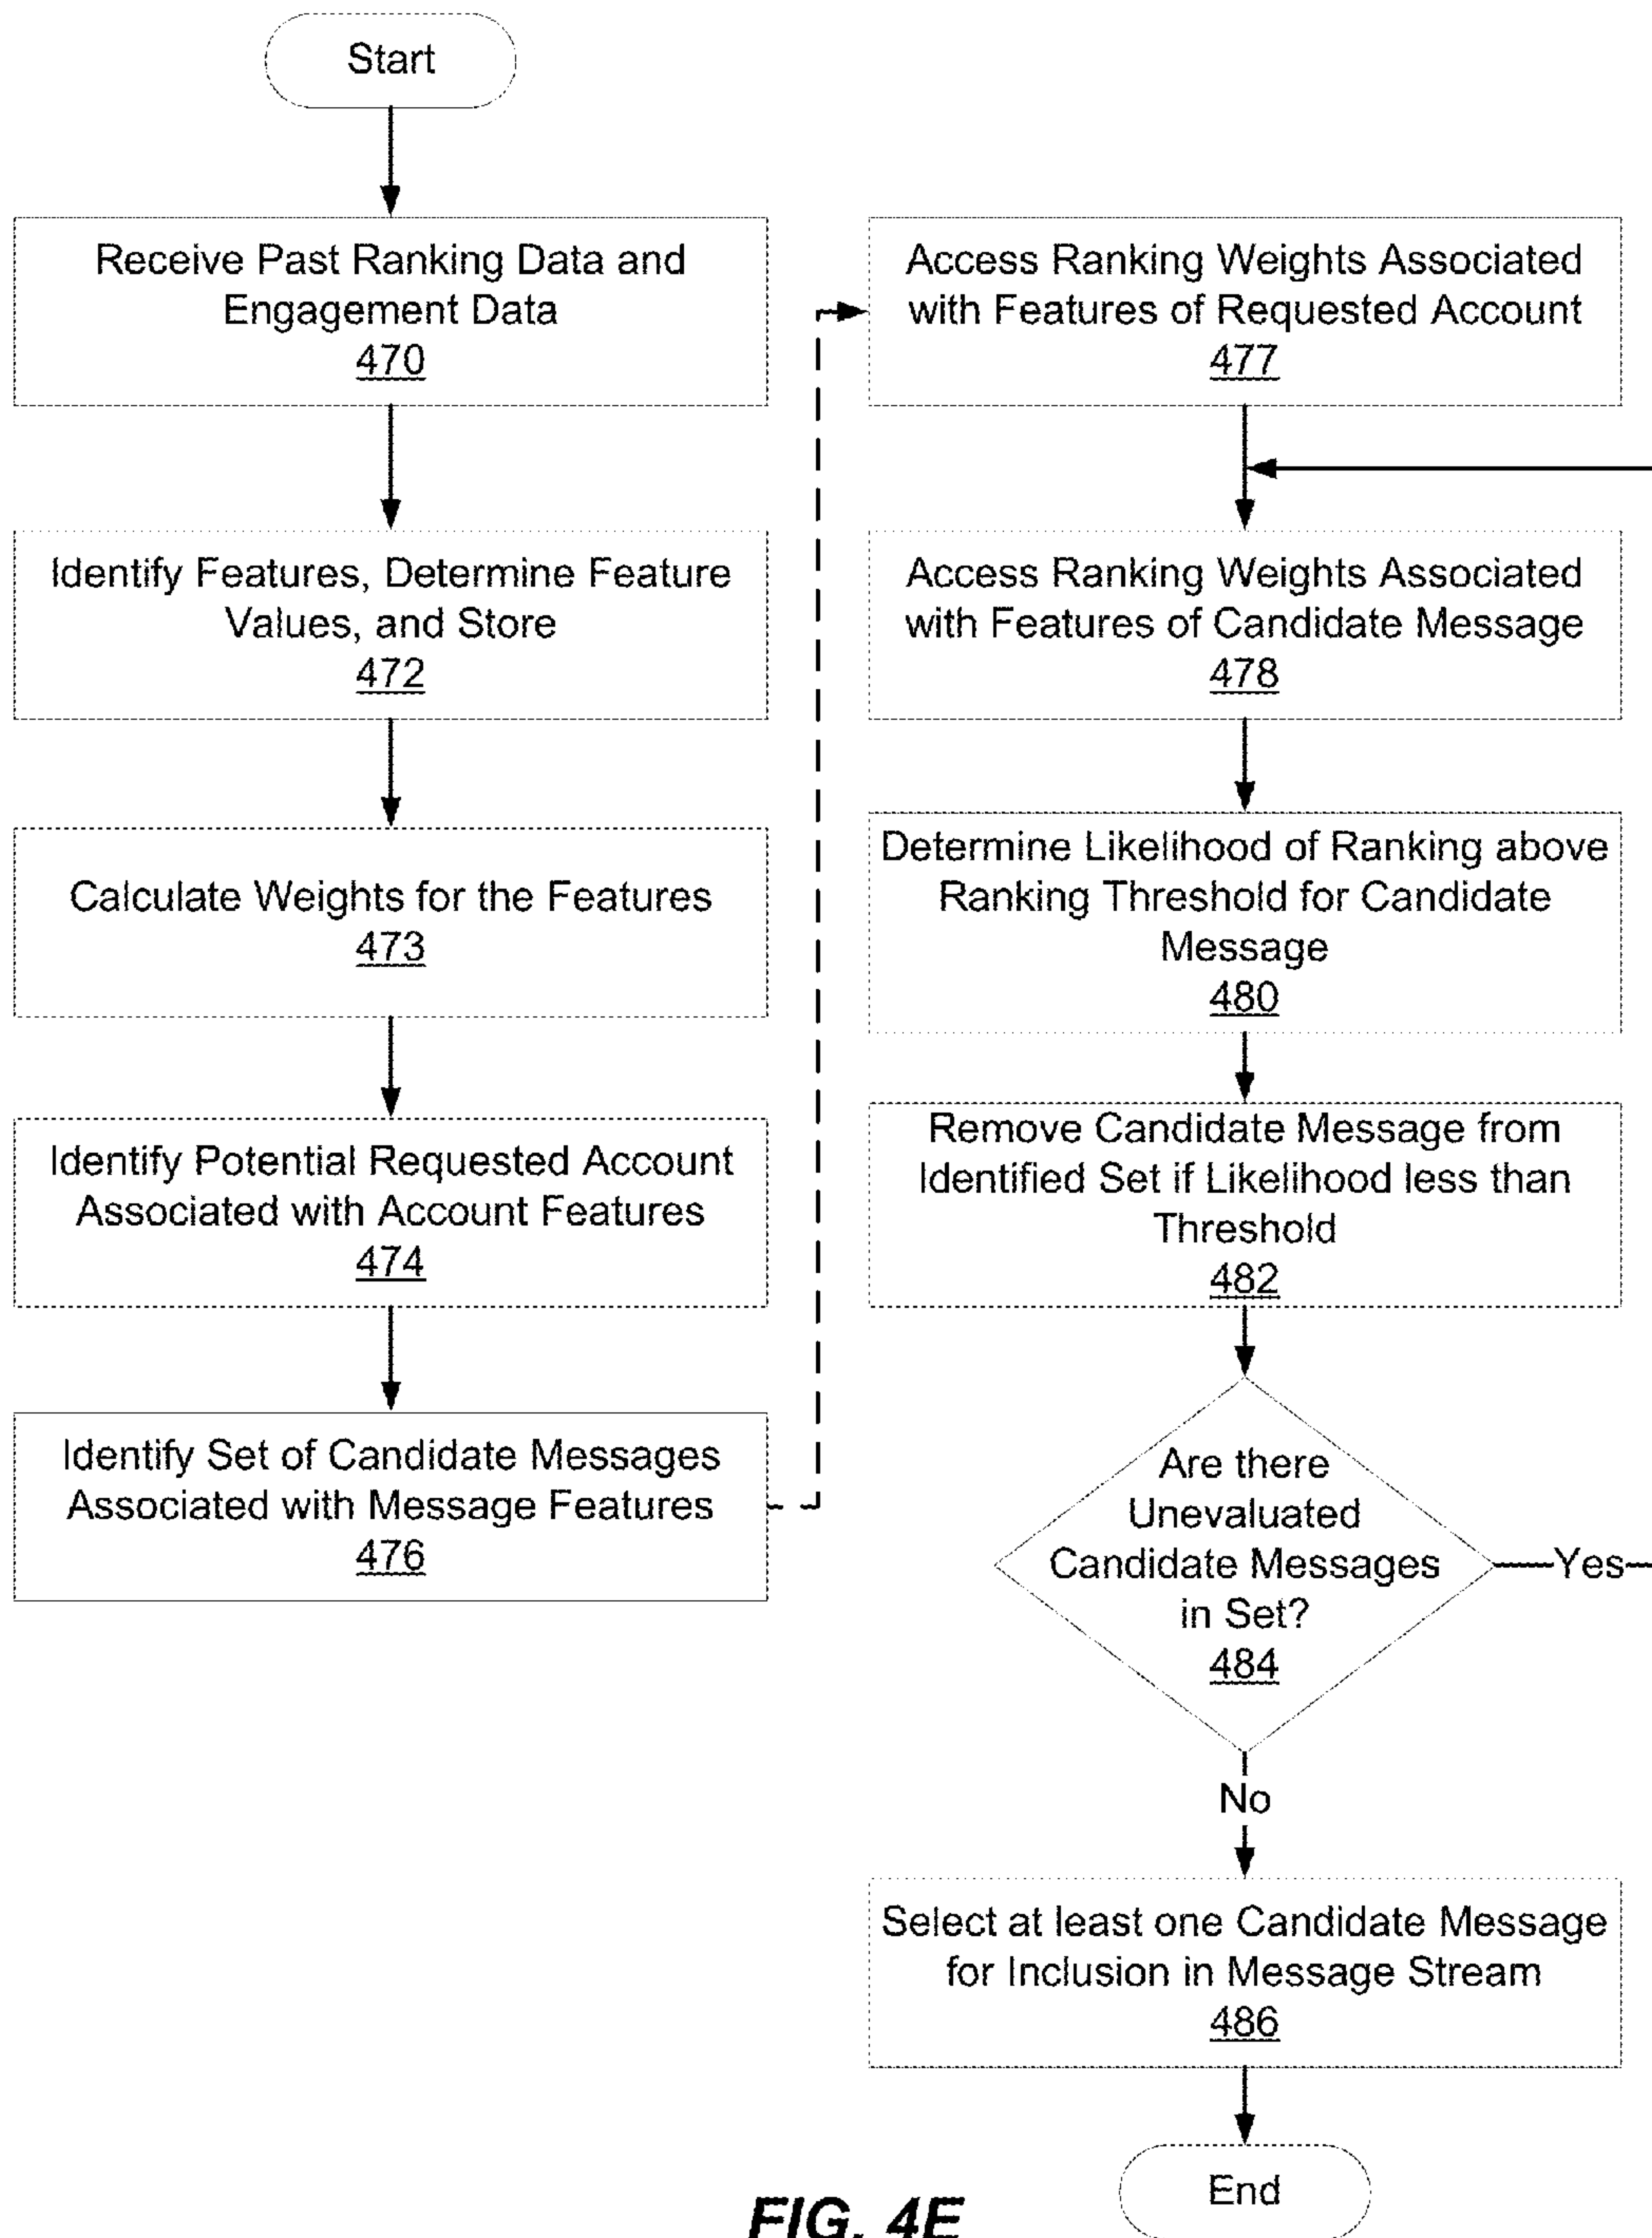 Start
Receive Past Ranking Data and
Engagement Data
470
Identify Features, Determine Feature
Values, and Store
472
Calculate Weights for the Features
473
Identify Potential Requested Account
Associated with Account Features
474
Identify Set of Candidate Messages
Associated with Message Features
476
Access Ranking Weights Associated
with Features of Requested Account
477
Access Ranking Weights Associated
with Features of Candidate Message
478
Determine Likelihood of Ranking above
Ranking Threshold for Candidate
Message
480
Remove Candidate Message from
Identified Set if Likelihood less than
Threshold
482
Are there
Unevaluated
Candidate Messages
in Set?
484
Yes
No
Select at least one Candidate Message
for Inclusion in Message Stream
486
End
FIG. 4E